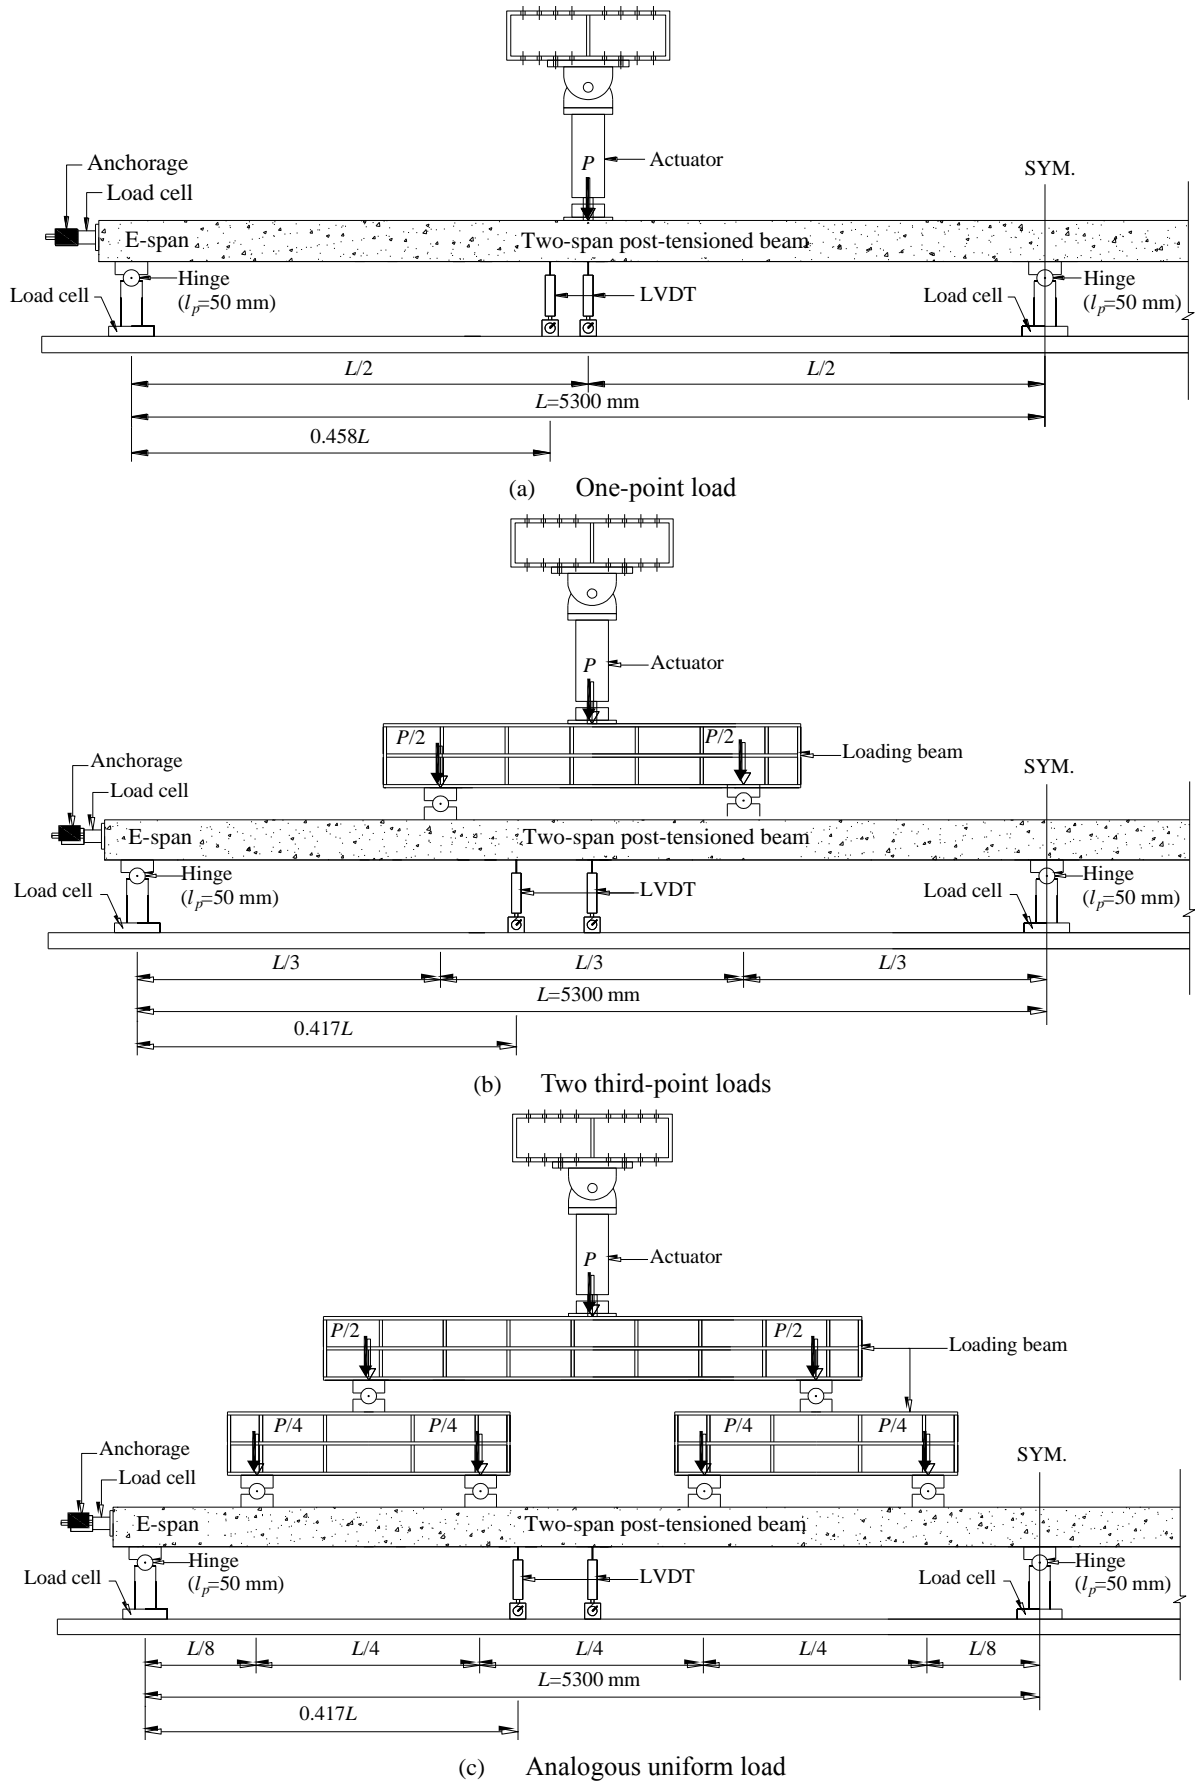 P
Actuator
SYM.
Anchorage
Load cell
E-span
Two-span post-tensioned beam
Hinge
(lp=50 mm)
Load cell
LVDT
Load cell
Hinge
(lp=50 mm)
L/2
L/2
L=5300 mm
0.458L
(a) One-point load
P
Actuator
P/2
P/2
Loading beam
Anchorage
Load cell
SYM.
E-span
Two-span post-tensioned beam
Hinge
(lp=50 mm)
Load cell
LVDT
Load cell
Hinge
(lp=50 mm)
L/3
L/3
L/3
L=5300 mm
0.417L
(b) Two third-point loads
P
Actuator
P/2
P/2
Loading beam
P/4
P/4
P/4
P/4
Anchorage
Load cell
SYM.
E-span
Two-span post-tensioned beam
Hinge
(lp=50 mm)
Load cell
LVDT
Load cell
Hinge
(lp=50 mm)
L/8
L/4
L/4
L/4
L/8
L=5300 mm
0.417L
(c) Analogous uniform load